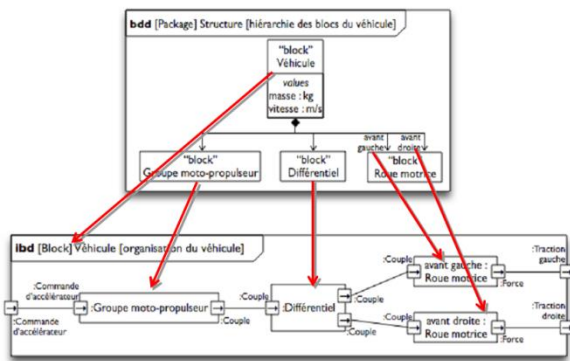 bdd [Package] Structure [hiérarchie des blocs du véhicule]
"block"
Véhicule
values
masse : kg
vitesse : m/s
avant
gauche
avant
droite
"block"
Groupe moto-propulseur
"block"
Différentiel
"block"
Roue motrice
ibd [Block] Véhicule [organisation du véhicule]
:Commande
d'accélérateur
:Commande
d'accélérateur
:Groupe moto-propulseur
:Couple
:Couple
:Différentiel
:Couple
:Couple
:Couple
:Couple
avant gauche :
Roue motrice
:Force
:Traction
gauche
avant droite :
Roue motrice
:Force
:Traction
droite